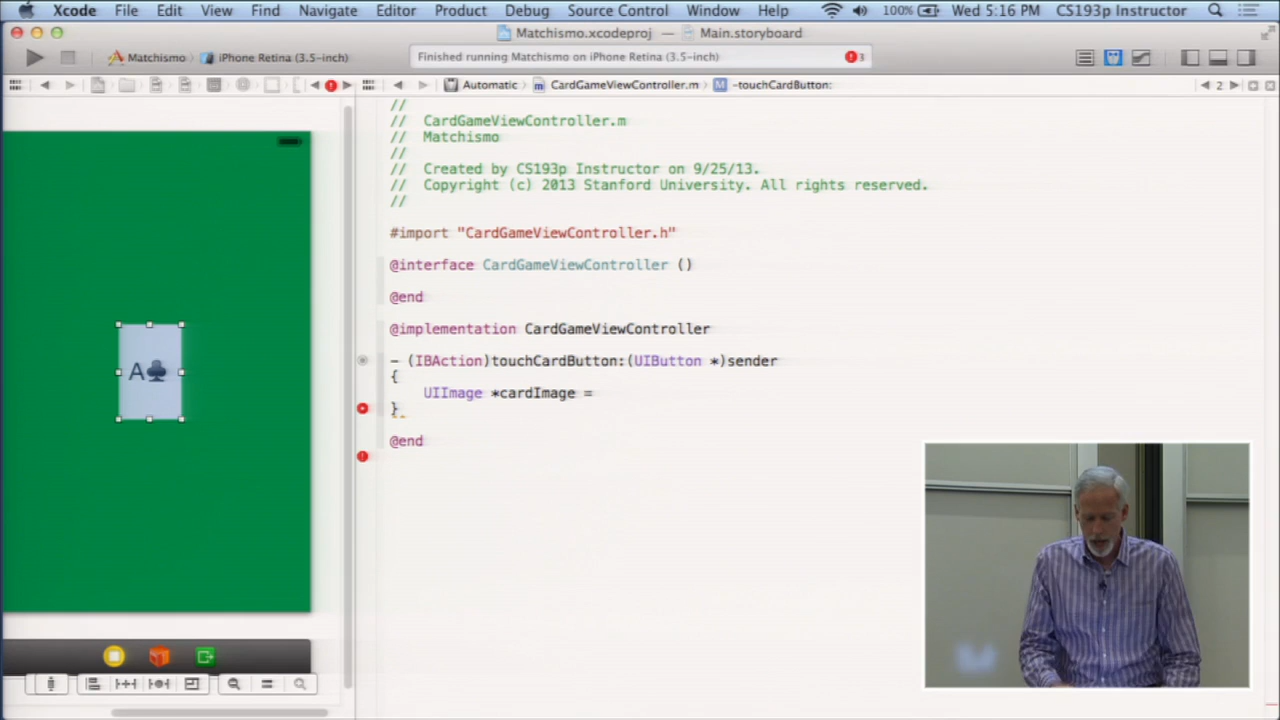 Xcode File Edit View Find Navigate Editor Product Debug Source Control Window Help 100% Wed 5:16 PM CS193p Instructor
Matchismo.xcodeproj — Main.storyboard
Matchismo iPhone Retina (3.5-inch) Finished running Matchismo on iPhone Retina (3.5-inch) 3
Automatic CardGameViewController.m M -touchCardButton: 2
//
// CardGameViewController.m
// Matchismo
//
// Created by CS193p Instructor on 9/25/13.
// Copyright (c) 2013 Stanford University. All rights reserved.
//
#import "CardGameViewController.h"
@interface CardGameViewController ()
@end
@implementation CardGameViewController
- (IBAction)touchCardButton:(UIButton *)sender
{
UIImage *cardImage =
}
@end
A♣